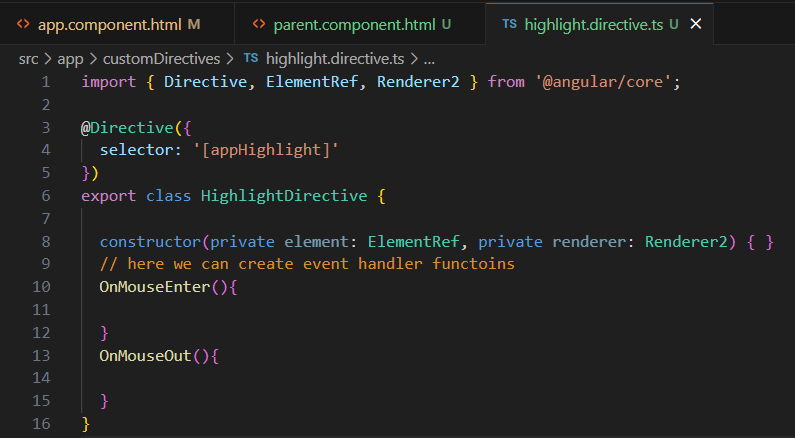 <> app.component.html M
<> parent.component.html U
TS highlight.directive.ts U ×
src > app > customDirectives > TS highlight.directive.ts > ...
1 import { Directive, ElementRef, Renderer2 } from '@angular/core';
2
3 @Directive({
4   selector: '[appHighlight]'
5 })
6 export class HighlightDirective {
7
8   constructor(private element: ElementRef, private renderer: Renderer2) { }
9   // here we can create event handler functoins
10   OnMouseEnter(){
11
12   }
13   OnMouseOut(){
14
15   }
16 }